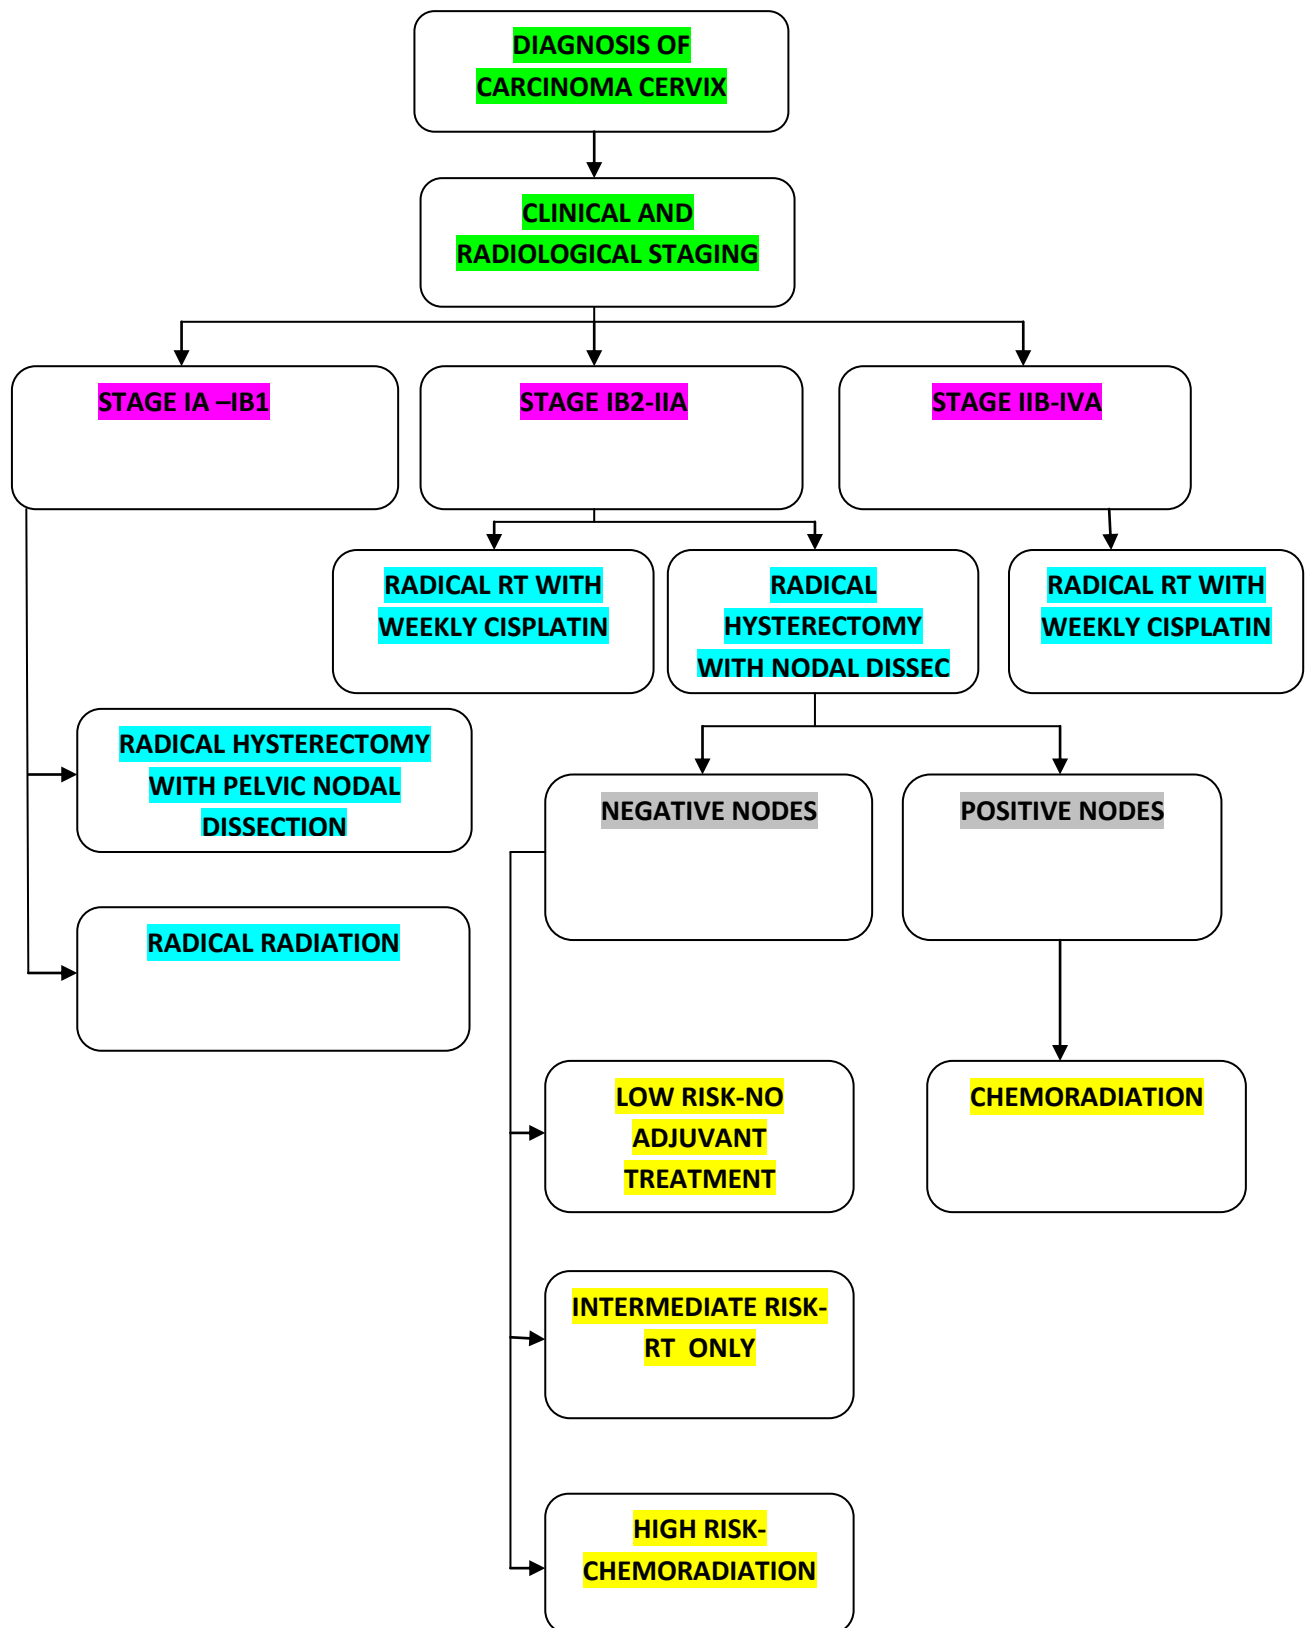 DIAGNOSIS OF
CARCINOMA CERVIX
CLINICAL AND
RADIOLOGICAL STAGING
STAGE IA –IB1
STAGE IB2-IIA
STAGE IIB-IVA
RADICAL RT WITH
WEEKLY CISPLATIN
RADICAL
HYSTERECTOMY
WITH NODAL DISSEC
RADICAL RT WITH
WEEKLY CISPLATIN
RADICAL HYSTERECTOMY
WITH PELVIC NODAL
DISSECTION
NEGATIVE NODES
POSITIVE NODES
RADICAL RADIATION
LOW RISK-NO
ADJUVANT
TREATMENT
CHEMORADIATION
INTERMEDIATE RISK-
RT  ONLY
HIGH RISK-
CHEMORADIATION